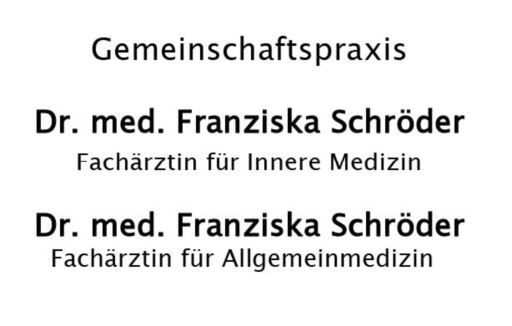 Gemeinschaftspraxis
Dr. med. Franziska Schröder
Fachärztin für Innere Medizin
Dr. med. Franziska Schröder
Fachärztin für Allgemeinmedizin